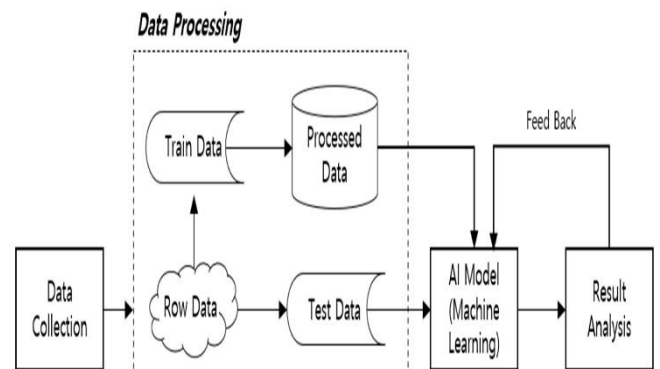 Data Processing
Train Data
Processed
Data
Feed Back
Data
Collection
Row Data
Test Data
AI Model
(Machine
Learning)
Result
Analysis